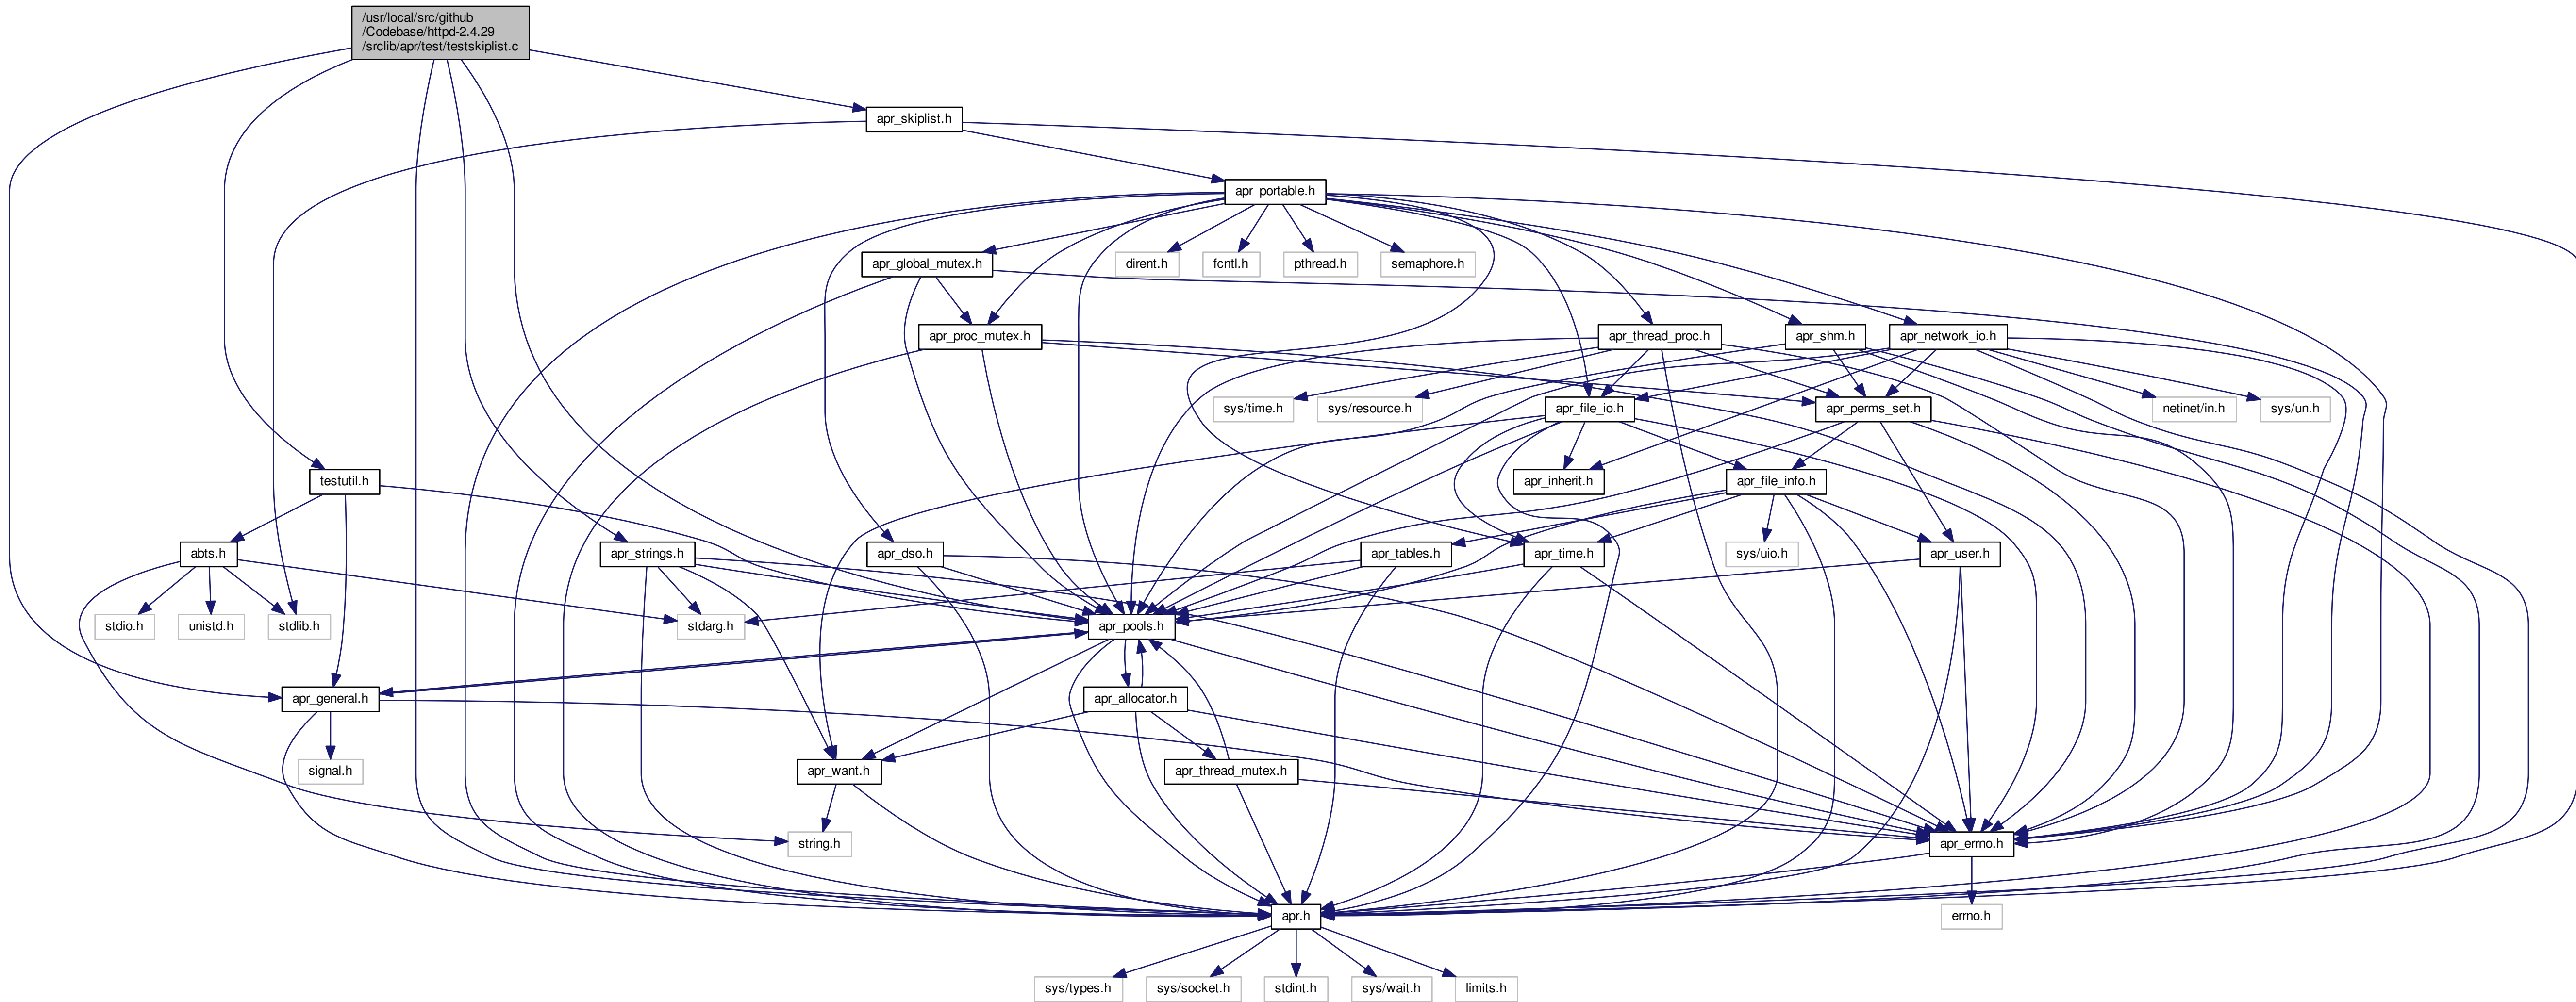 /usr/local/src/github
/Codebase/httpd-2.4.29
/srclib/apr/test/testskiplist.c
apr_skiplist.h
apr_portable.h
apr_global_mutex.h
dirent.h
fcntl.h
pthread.h
semaphore.h
apr_proc_mutex.h
apr_thread_proc.h
apr_shm.h
apr_network_io.h
sys/time.h
sys/resource.h
apr_file_io.h
apr_perms_set.h
netinet/in.h
sys/un.h
testutil.h
apr_inherit.h
apr_file_info.h
abts.h
apr_strings.h
apr_dso.h
apr_tables.h
apr_time.h
sys/uio.h
apr_user.h
stdio.h
unistd.h
stdlib.h
stdarg.h
apr_pools.h
apr_general.h
apr_allocator.h
signal.h
apr_want.h
apr_thread_mutex.h
string.h
apr_errno.h
apr.h
errno.h
sys/types.h
sys/socket.h
stdint.h
sys/wait.h
limits.h